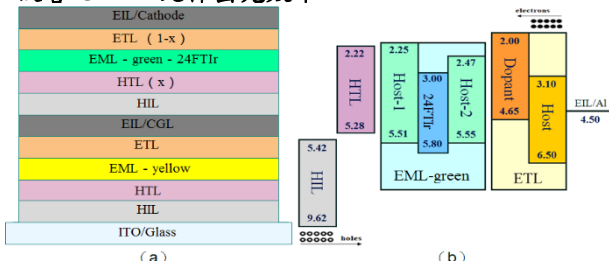 EIL/Cathode
ETL （1-x）
EML - green - 24FTIr
HTL（x）
HIL
EIL/CGL
ETL
EML - yellow
HTL
HIL
ITO/Glass
（a）
electrons
2.22
HTL
5.28
5.42
HIL
9.62
holes
2.25
Host-1
5.51
3.00
24FTIr
5.80
2.47
Host-2
5.55
EML-green
2.00
Dopant
4.65
3.10
Host
6.50
ETL
EIL/Al
4.50
（b）